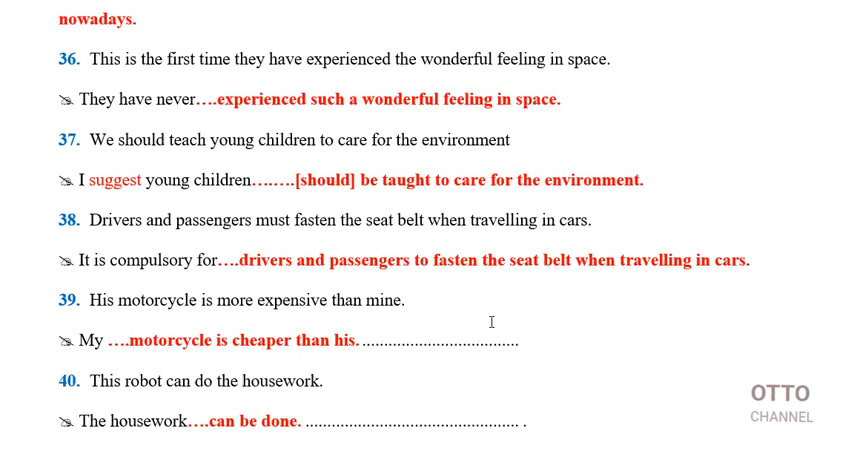 nowadays.
36. This is the first time they have experienced the wonderful feeling in space.
They have never….experienced such a wonderful feeling in space.
37. We should teach young children to care for the environment
I suggest young children…..…[should] be taught to care for the environment.
38. Drivers and passengers must fasten the seat belt when travelling in cars.
It is compulsory for….drivers and passengers to fasten the seat belt when travelling in cars.
39. His motorcycle is more expensive than mine.
My ….motorcycle is cheaper than his. ....................................
40. This robot can do the housework.
The housework….can be done. ................................................. .
OTTO
CHANNEL